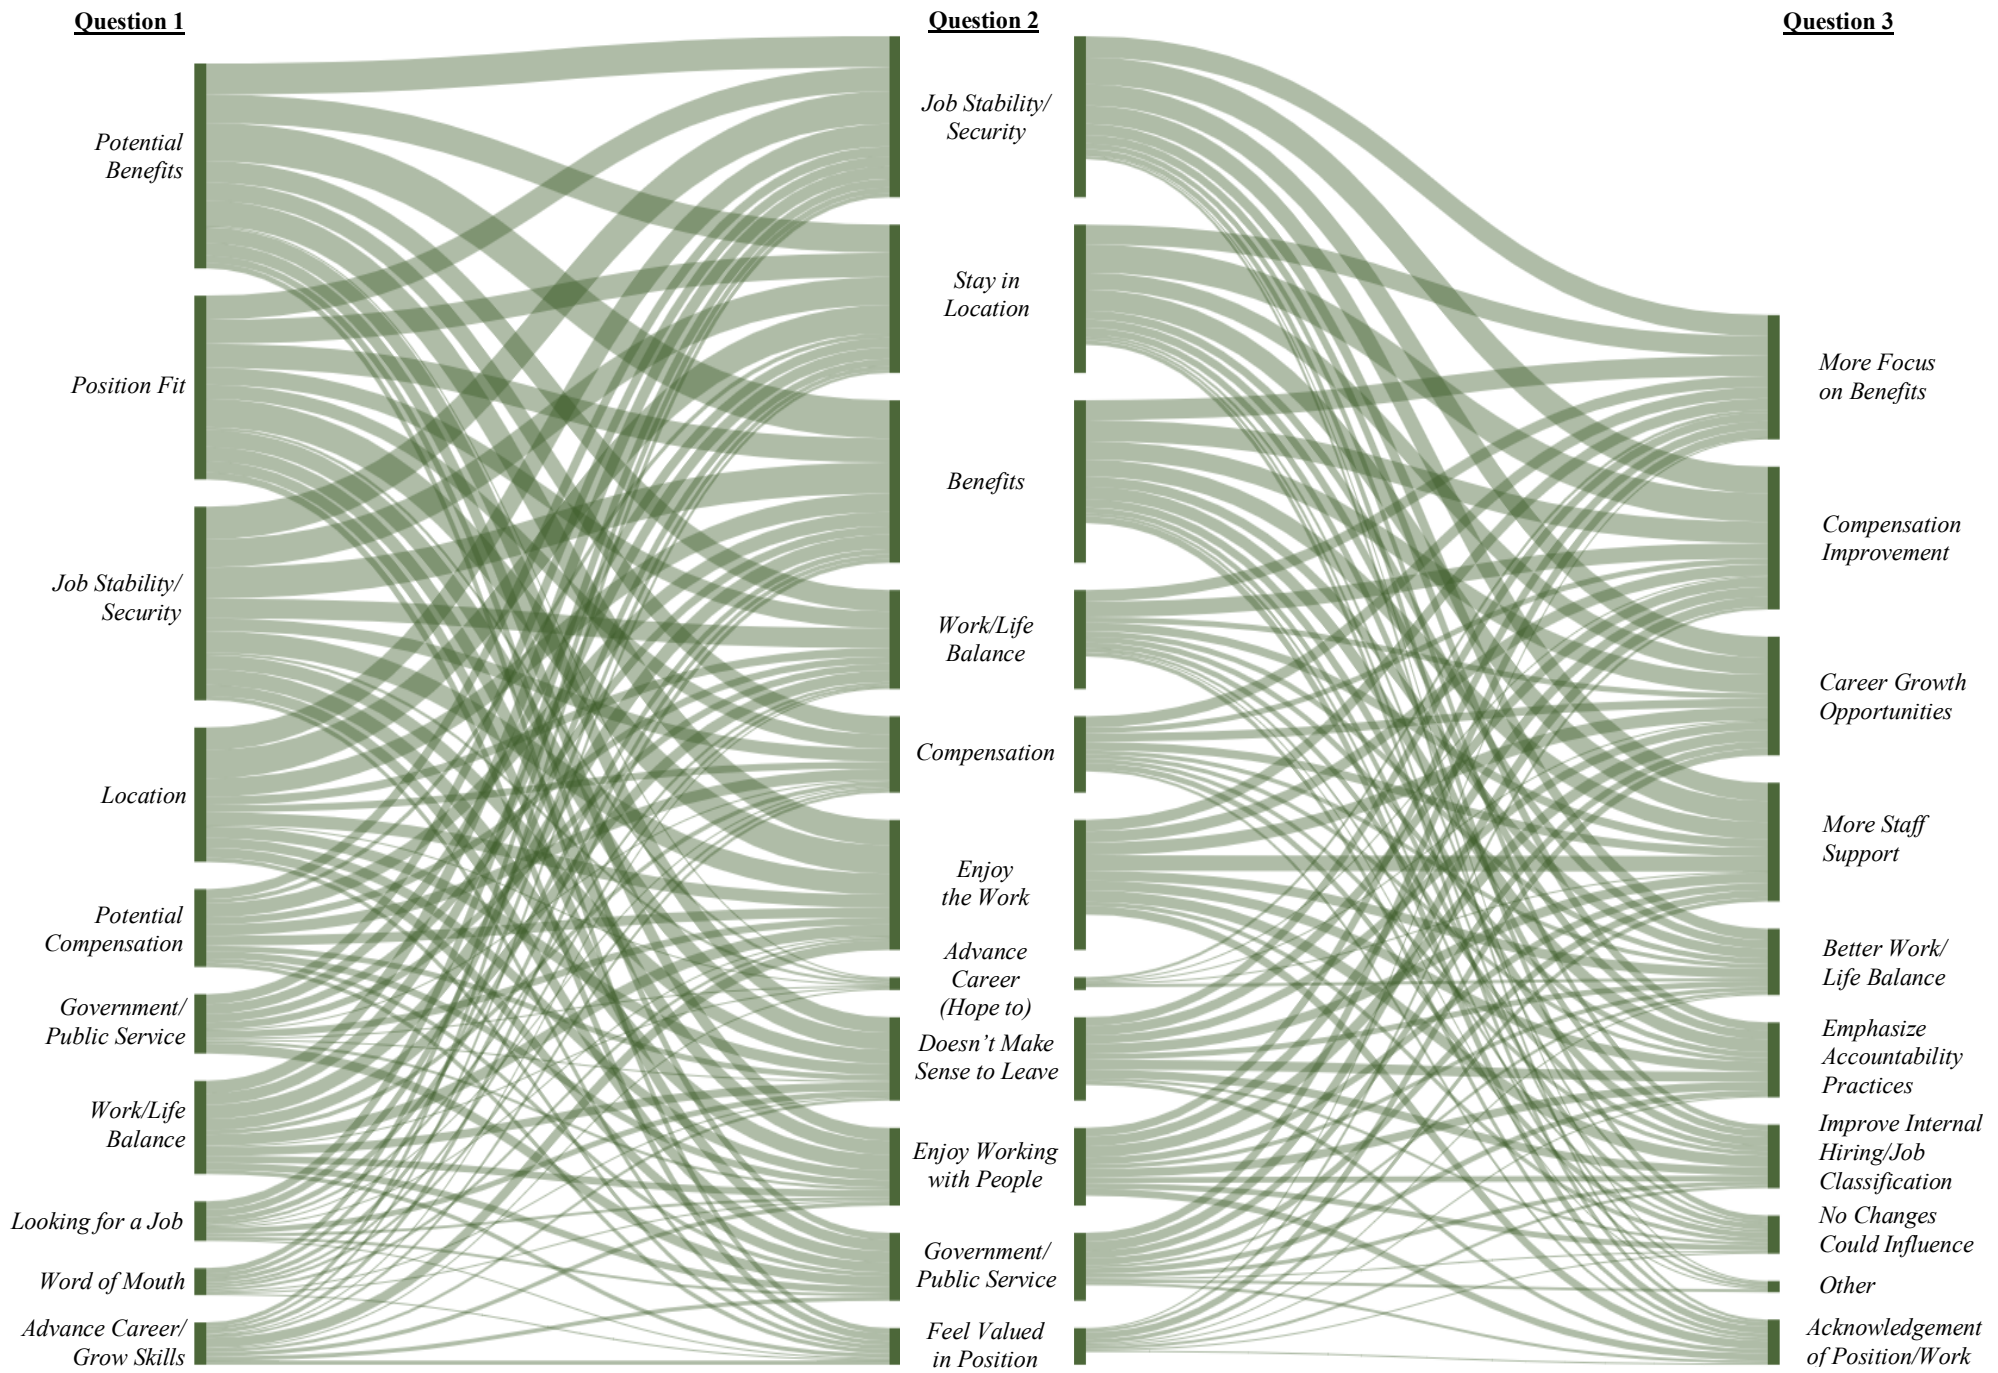 Question 1
Potential
Benefits
Position Fit
Job Stability/
Security
Location
Potential
Compensation
Government/
Public Service
Work/Life
Balance
Looking for a Job
Word of Mouth
Advance Career/
Grow Skills
Question 2
Job Stability/
Security
Stay in
Location
Benefits
Work/Life
Balance
Compensation
Enjoy
the Work
Advance
Career
(Hope to)
Doesn't Make
Sense to Leave
Enjoy Working
with People
Government/
Public Service
Feel Valued
in Position
Question 3
More Focus
on Benefits
Compensation
Improvement
Career Growth
Opportunities
More Staff
Support
Better Work/
Life Balance
Emphasize
Accountability
Practices
Improve Internal
Hiring/Job
Classification
No Changes
Could Influence
Other
Acknowledgement
of Position/Work